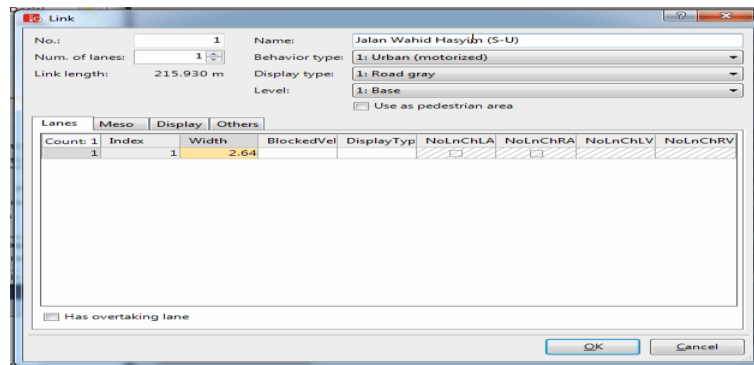 Link
No.: 1 Name: Jalan Wahid Hasyim (S-U)
Num. of lanes: 1 Behavior type: 1: Urban (motorized)
Link length: 215.930 m Display type: 1: Road gray
Level: 1: Base
Use as pedestrian area
Lanes Meso Display Others
Count: 1 Index Width BlockedVel DisplayTyp NoLnChLA NoLnChRA NoLnChLV NoLnChRV
1 1 2.64
Has overtaking lane
OK Cancel